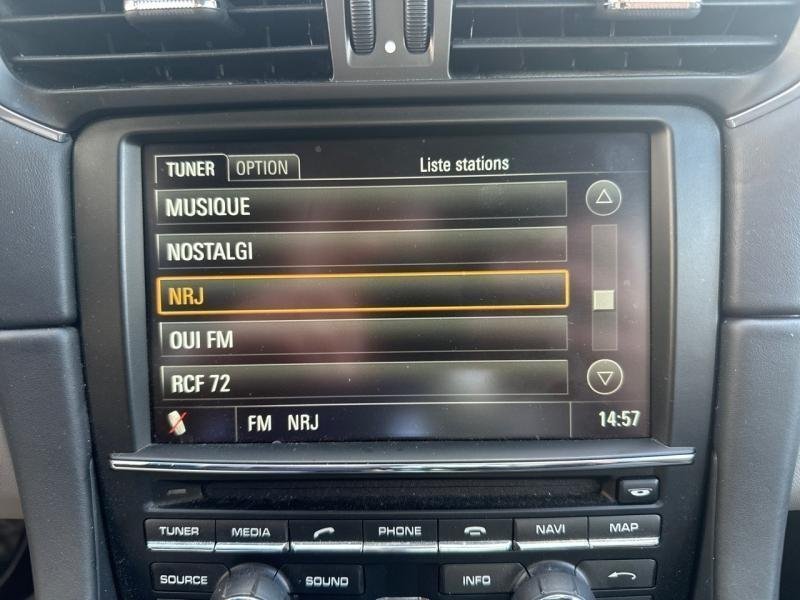 TUNER OPTION Liste stations
MUSIQUE
NOSTALGI
NRJ
OUI FM
RCF 72
FM NRJ 14:57
TUNER MEDIA PHONE NAVI MAP
SOURCE SOUND INFO